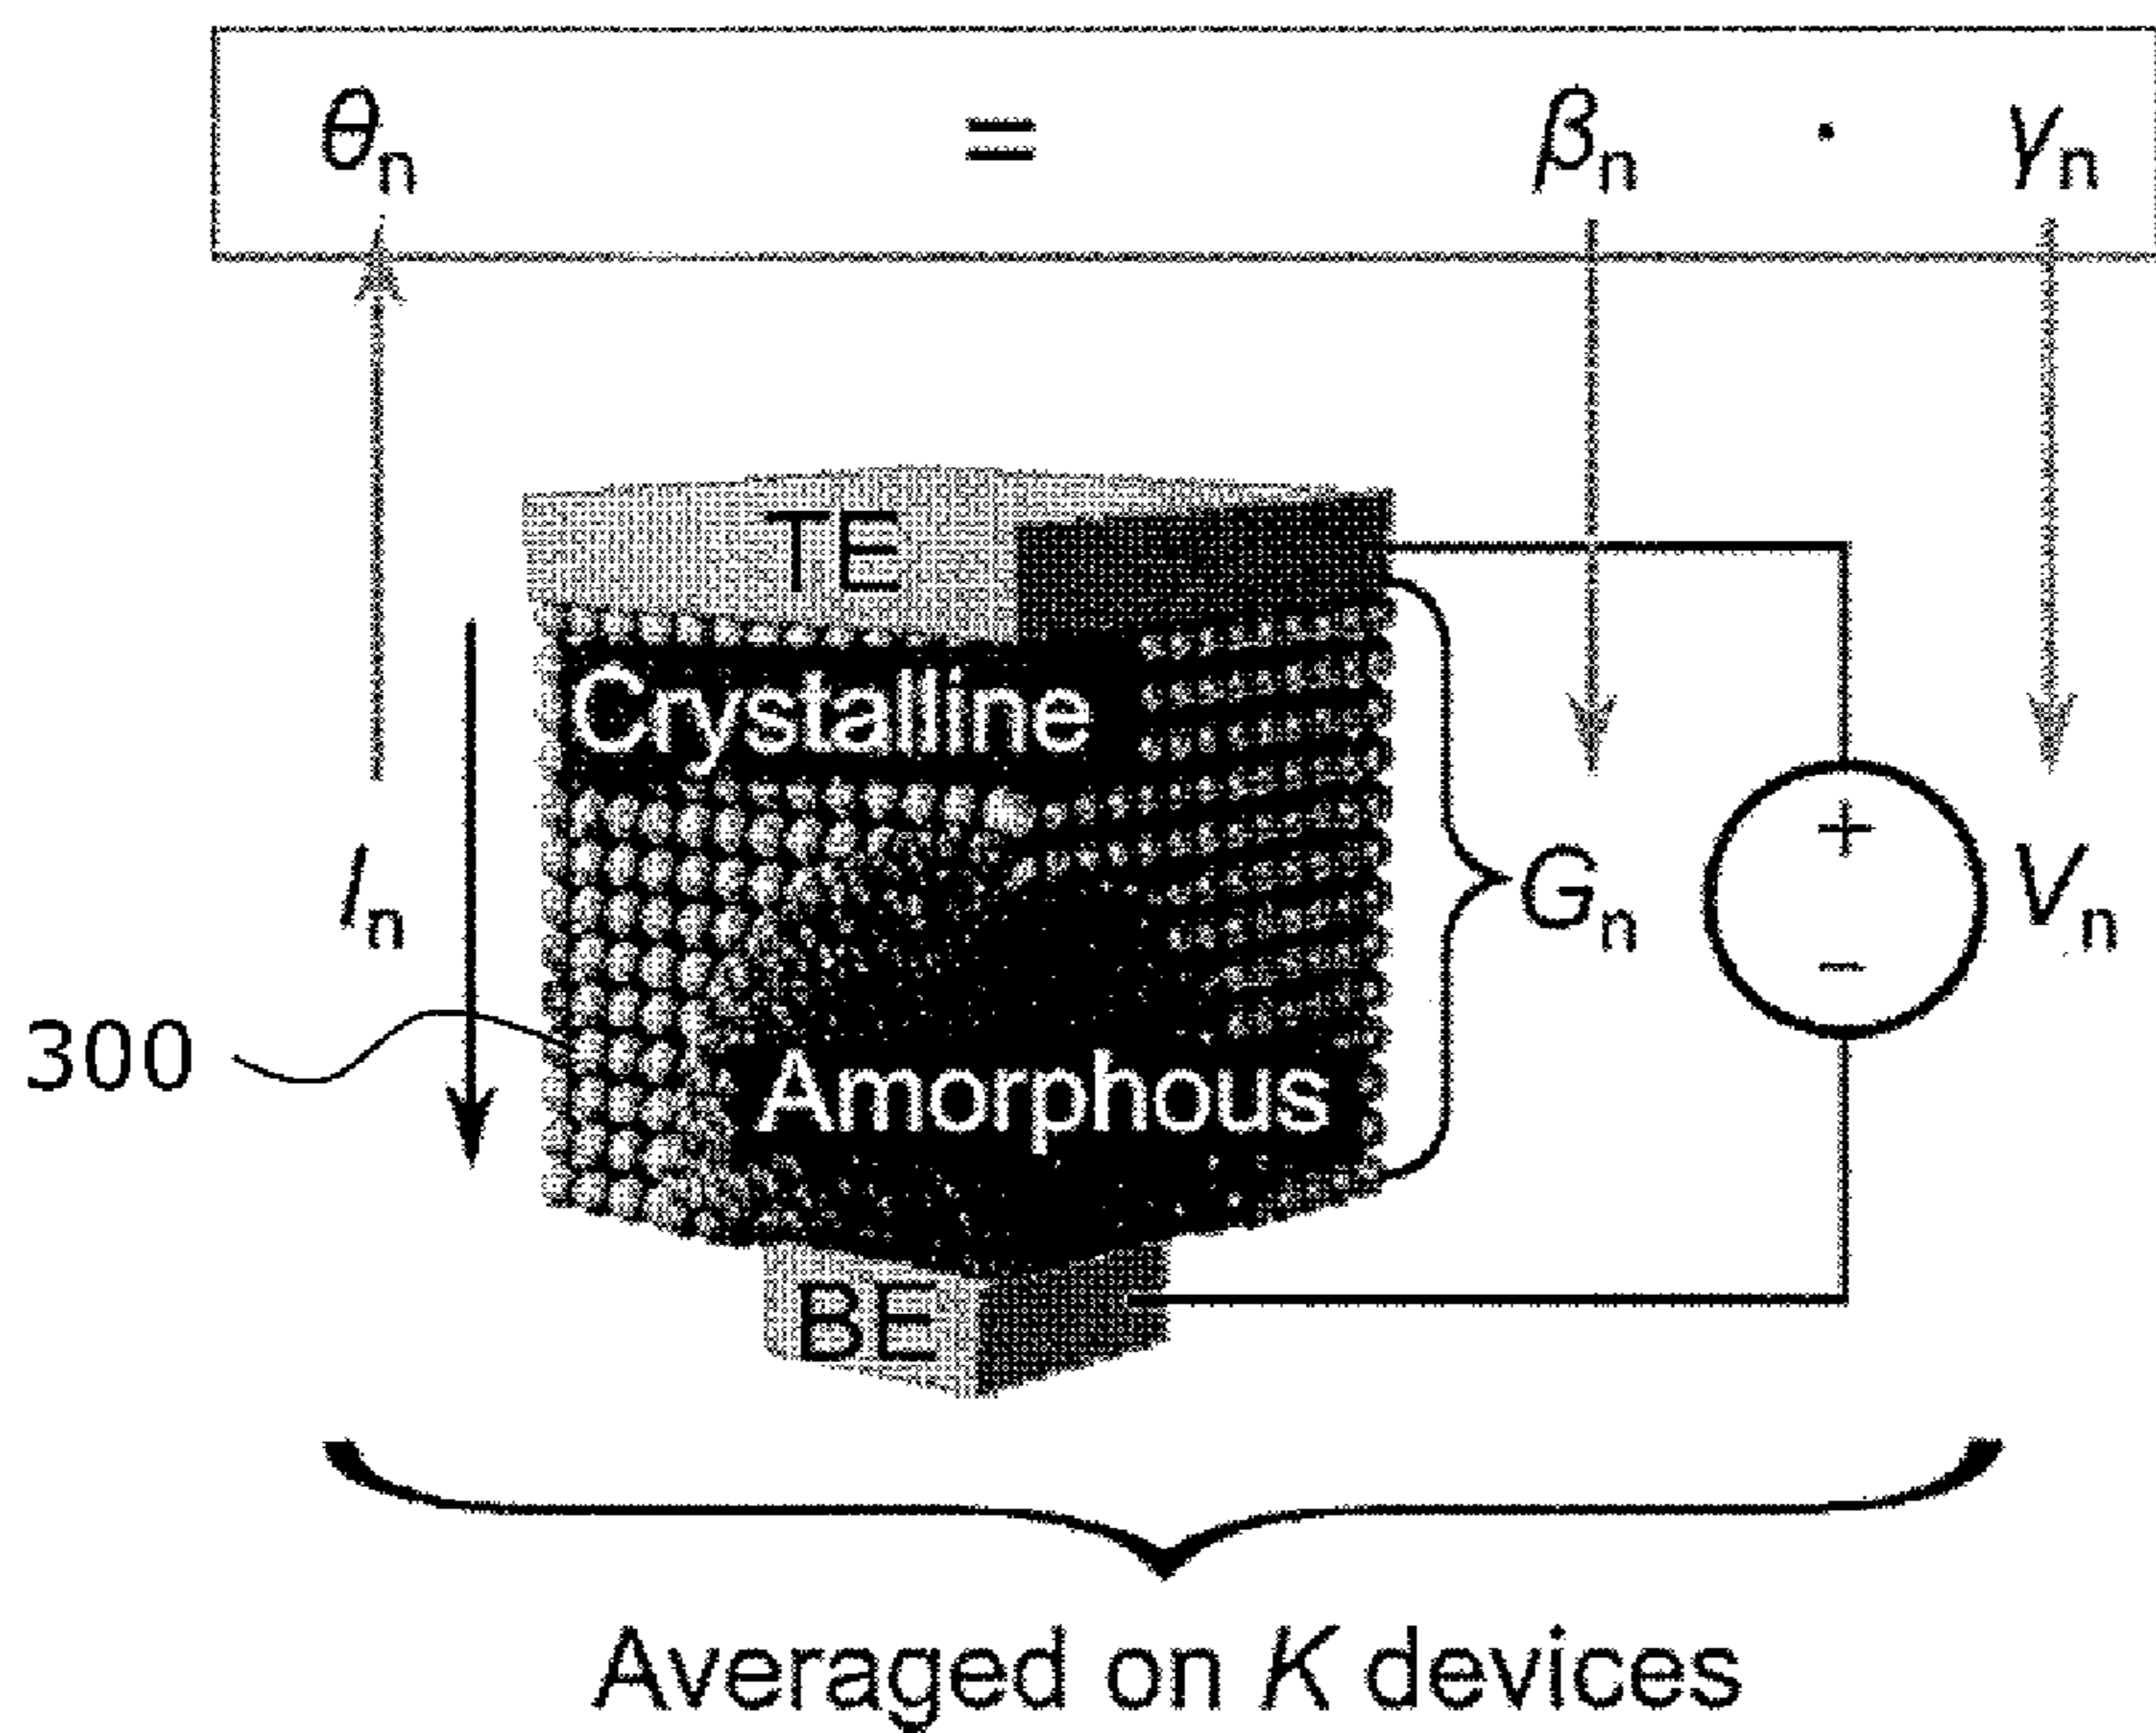 θn = βn · γn
TE
Crystalline
In
Gn
+
Vn
−
300
Amorphous
BE
Averaged on K devices